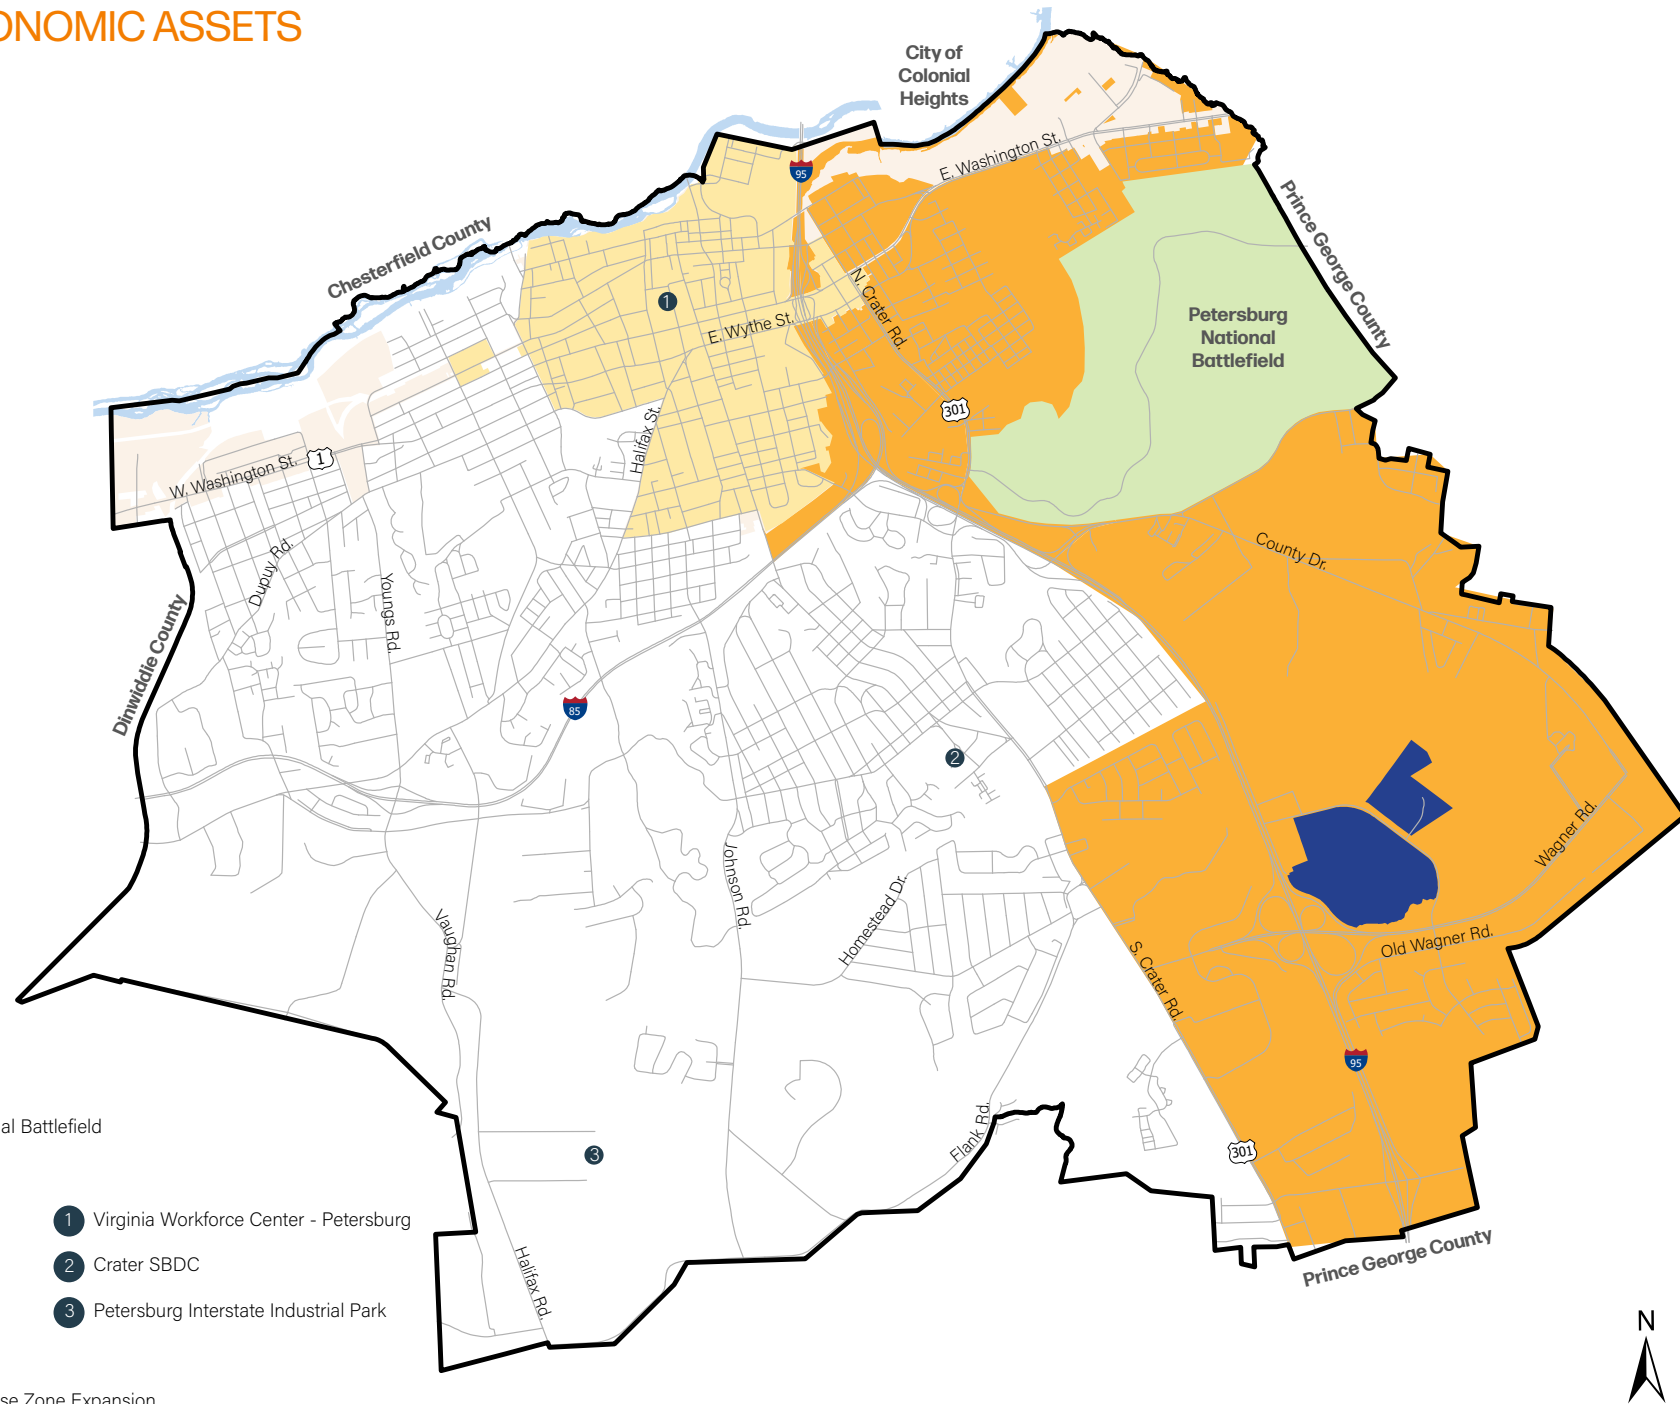 ONOMIC ASSETS
City of
Colonial
Heights
95
E. Washington St.
Prince George County
Chesterfield County
1
N. Crater Rd.
E. Wythe St.
Petersburg
National
Battlefield
301
Halifax St.
1
W. Washington St.
County Dr.
Dupuy Rd.
Youngs Rd.
Dinwiddie County
85
2
Wagner Rd.
Johnson Rd.
Homestead Dr.
Vaughan Rd.
Old Wagner Rd.
S. Crater Rd.
95
al Battlefield
Flank Rd.
3
301
1 Virginia Workforce Center - Petersburg
Prince George County
2 Crater SBDC
3 Petersburg Interstate Industrial Park
Halifax Rd.
N
se Zone Expansion